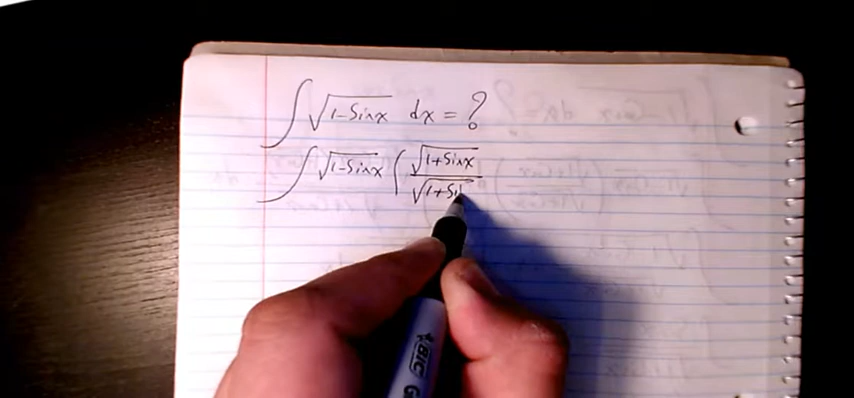 ∫ √1-Sinx dx = ?
∫ √1-Sinx ( √1+Sinx / √1+Si
BIC